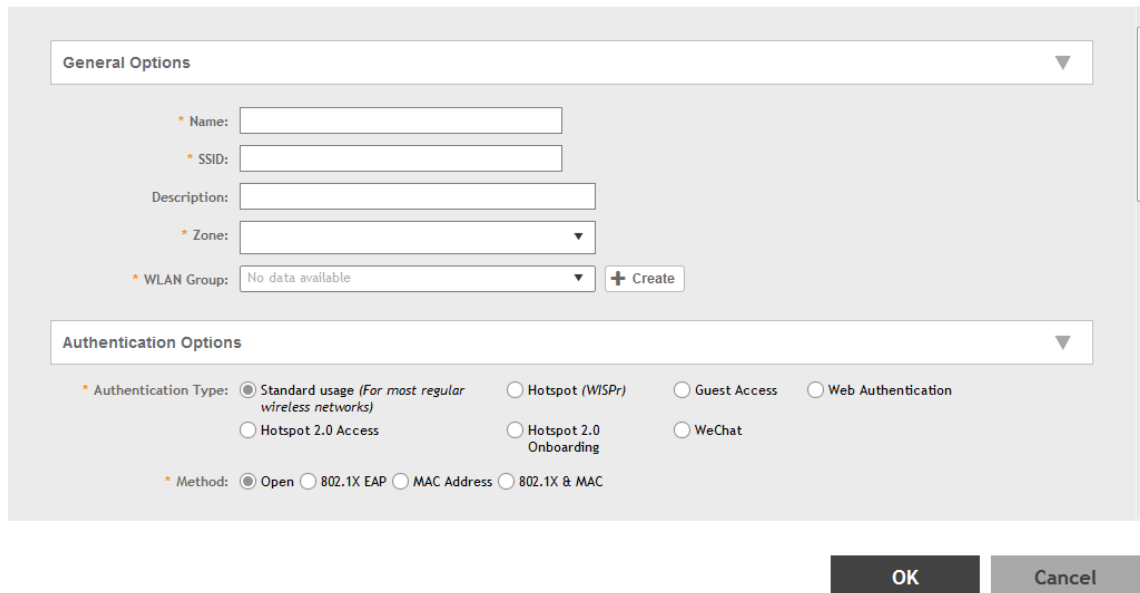 General Options
* Name:
* SSID:
Description:
* Zone:
* WLAN Group: No data available + Create
Authentication Options
* Authentication Type: Standard usage (For most regular Hotspot (WISPr) Guest Access Web Authentication
wireless networks)
Hotspot 2.0 Access Hotspot 2.0 WeChat
Onboarding
* Method: Open 802.1X EAP MAC Address 802.1X & MAC
OK Cancel